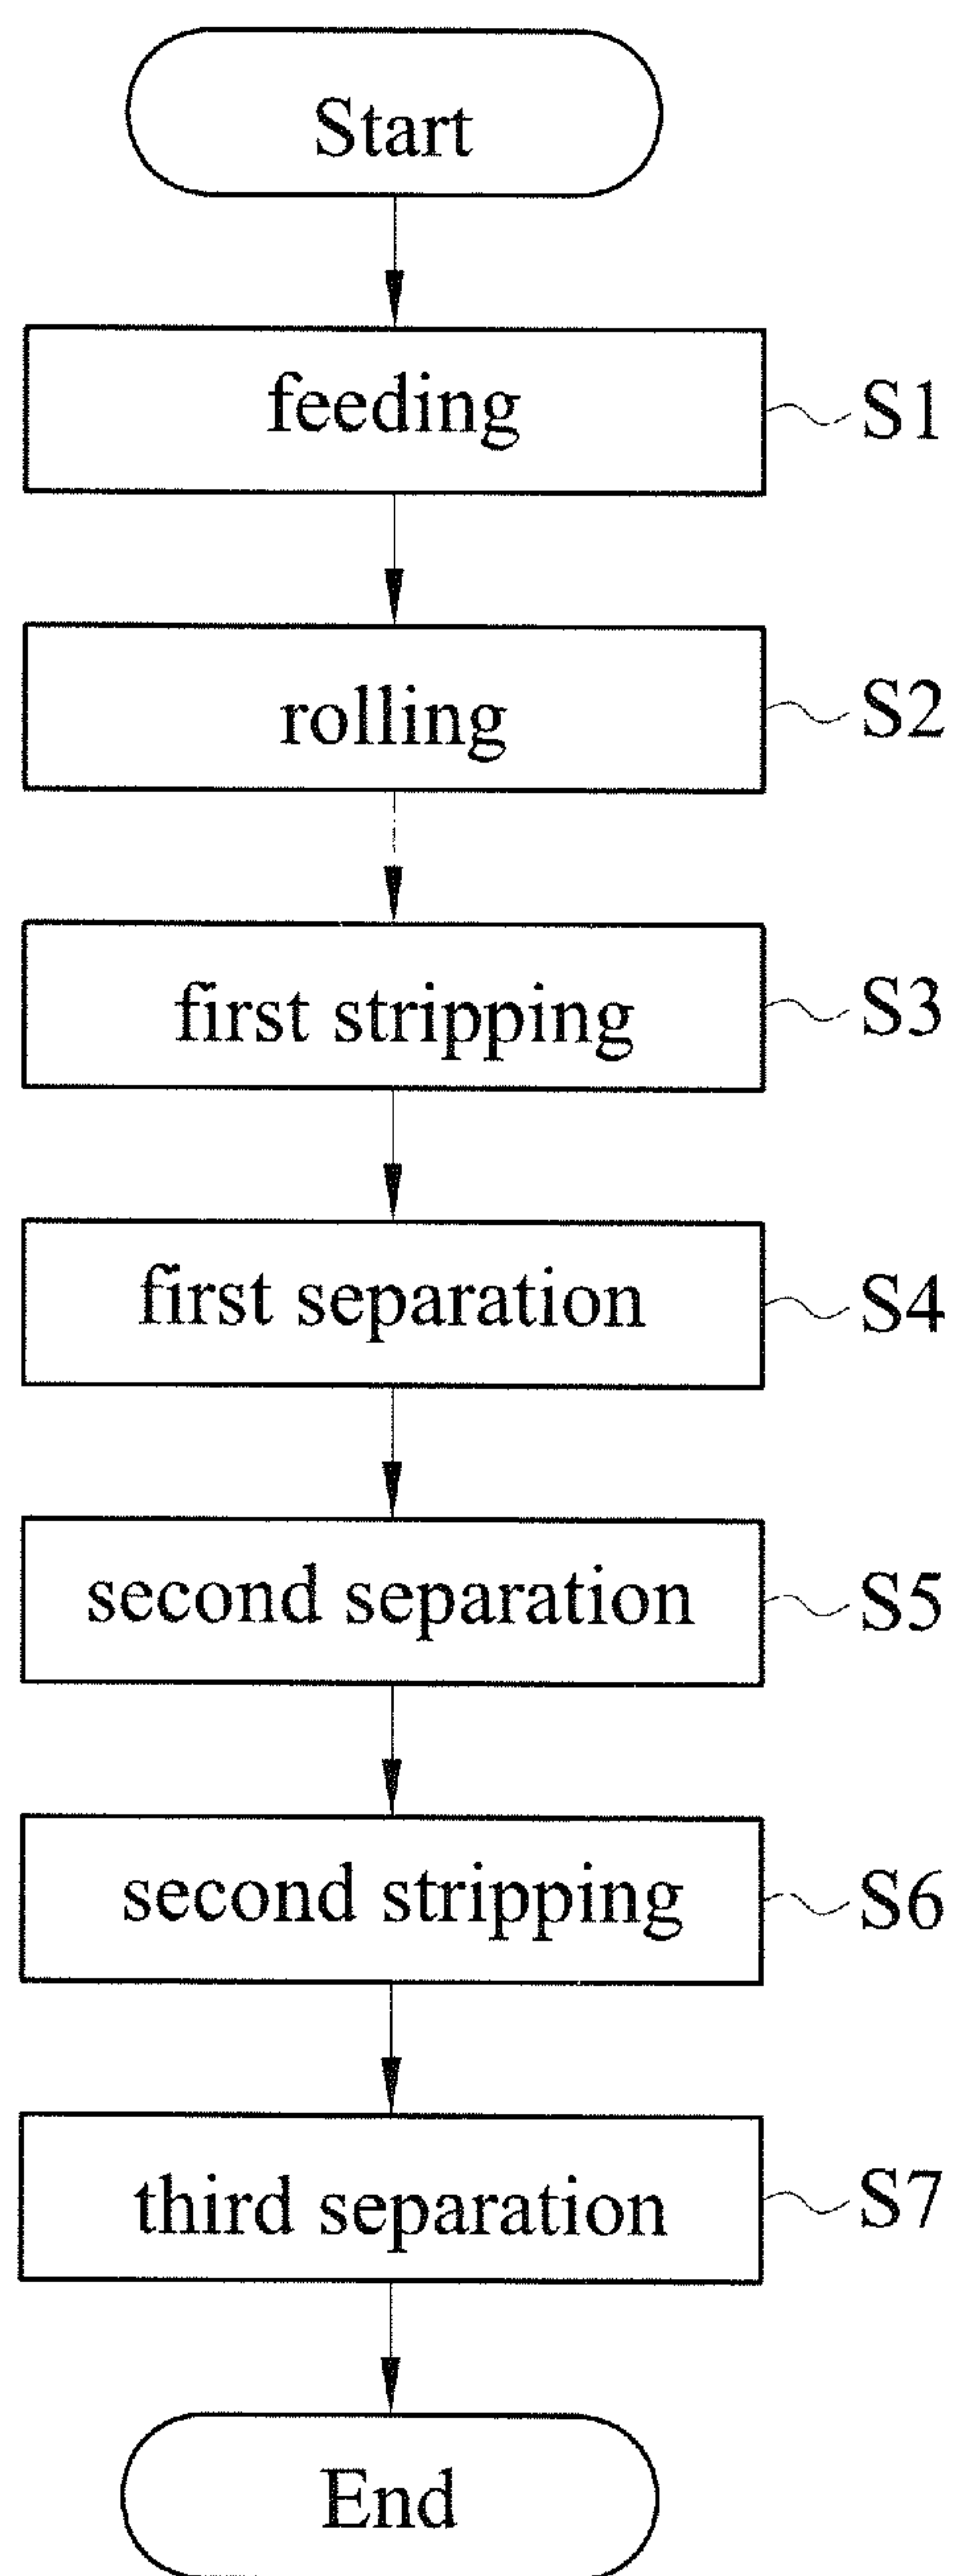 Start
feeding
S1
rolling
S2
first stripping
S3
first separation
S4
second separation
S5
second stripping
S6
third separation
S7
End